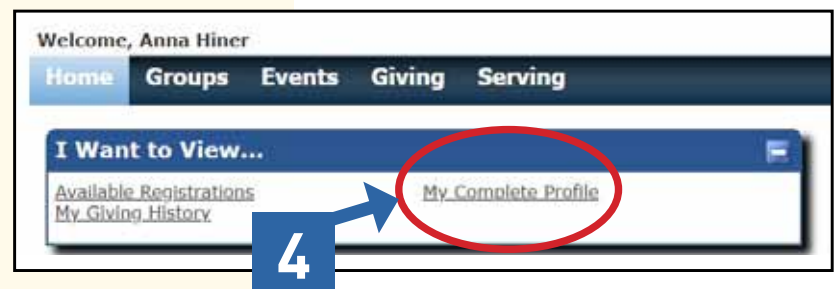 Welcome, Anna Hiner
Home Groups Events Giving Serving
I Want to View...
Available Registrations My Complete Profile
My Giving History
4